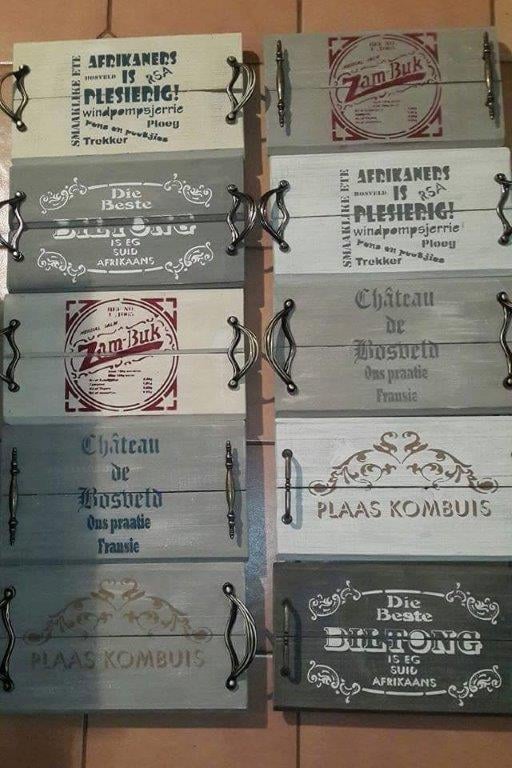 SMAAKLIKE ETE
AFRIKANERS
IS
BOSVELD RSA
PLESIERIG!
windpompsjerrie
Pens en pootjies Ploeg
Trekker
Die
Beste
BILTONG
IS EG
SUID
AFRIKAANS
Zam-Buk
Château
de
Bosveld
Ons praatie
Fransie
PLAAS KOMBUIS
Zam-Buk
SMAAKLIKE ETE
AFRIKANERS
IS
BOSVELD RSA
PLESIERIG!
windpompsjerrie
Pens en pootjies Ploeg
Trekker
Château
de
Bosveld
Ons praatie
Fransie
PLAAS KOMBUIS
Die
Beste
BILTONG
IS EG
SUID
AFRIKAANS